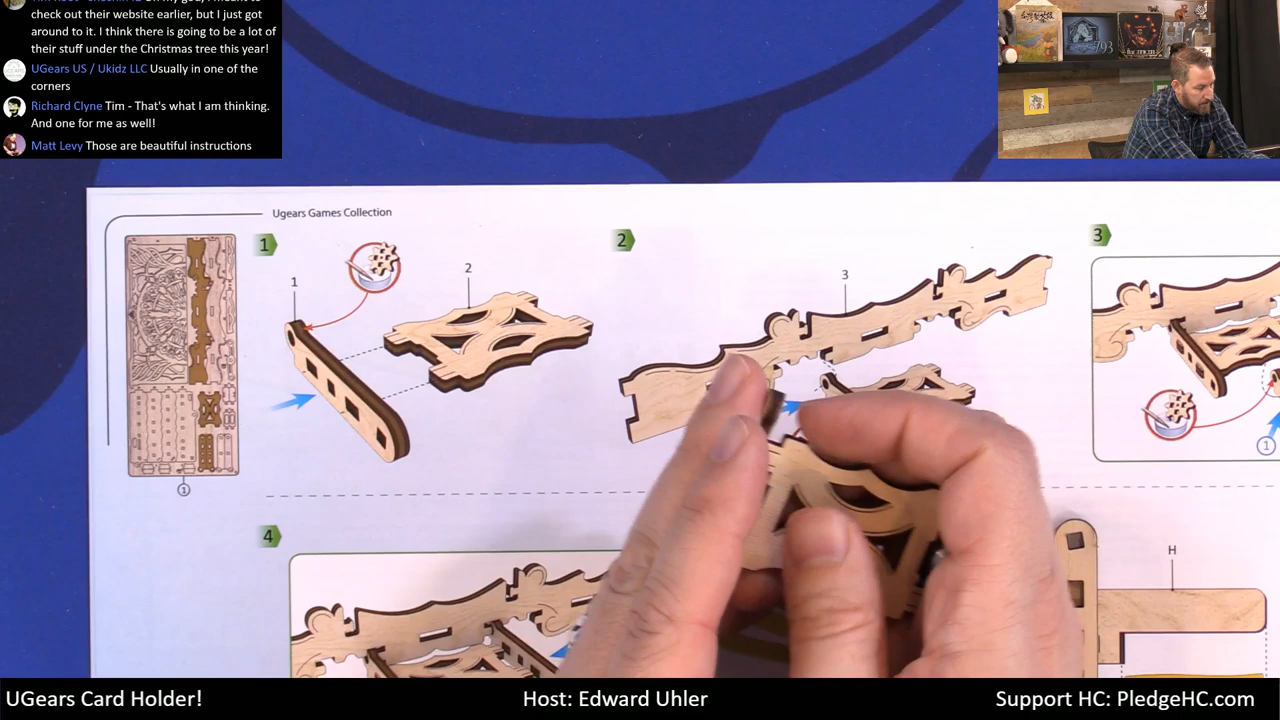 check out their website earlier, but I just got
around to it. I think there is going to be a lot of
their stuff under the Christmas tree this year!
UGears US / Ukidz LLC Usually in one of the
corners
Richard Clyne Tim - That's what I am thinking.
And one for me as well!
Matt Levy Those are beautiful instructions
793
Ugears Games Collection
1
1
2
2
3
3
1
1
4
H
UGears Card Holder!
Host: Edward Uhler
Support HC: PledgeHC.com